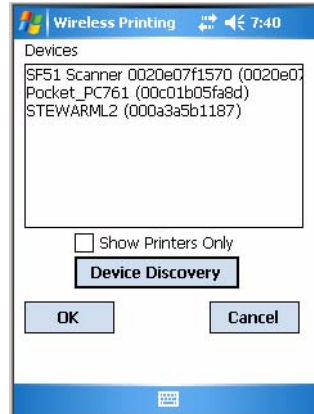 Wireless Printing 7:40
Devices
SF51 Scanner 0020e07f1570 (0020e07
Pocket_PC761 (00c01b05fa8d)
STEWARML2 (000a3a5b1187)
Show Printers Only
Device Discovery
OK Cancel